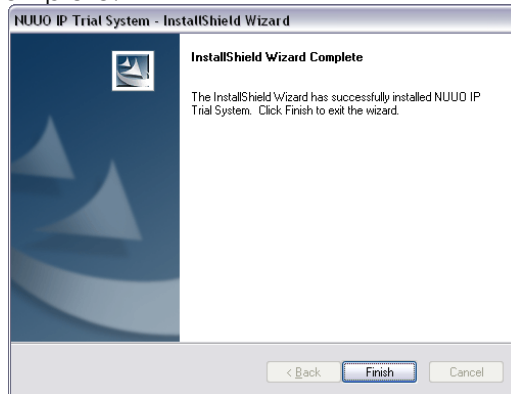 NUUO IP Trial System - InstallShield Wizard
InstallShield Wizard Complete
The InstallShield Wizard has successfully installed NUUO IP
Trial System. Click Finish to exit the wizard.
< Back
Finish
Cancel